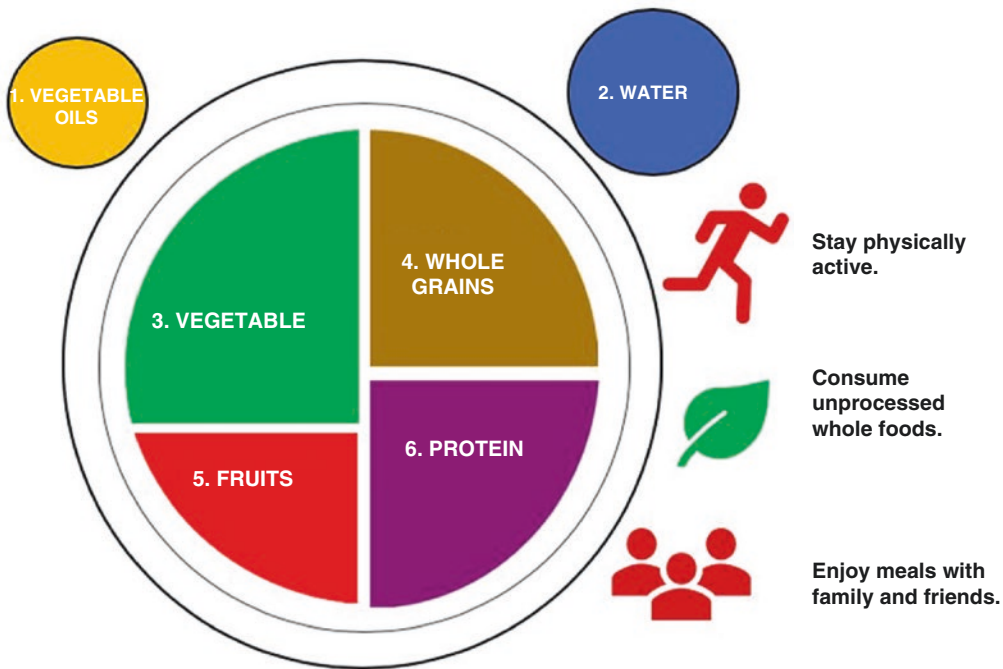 1. VEGETABLE
OILS
2. WATER
3. VEGETABLE
4. WHOLE
GRAINS
5. FRUITS
6. PROTEIN
Stay physically
active.
Consume
unprocessed
whole foods.
Enjoy meals with
family and friends.